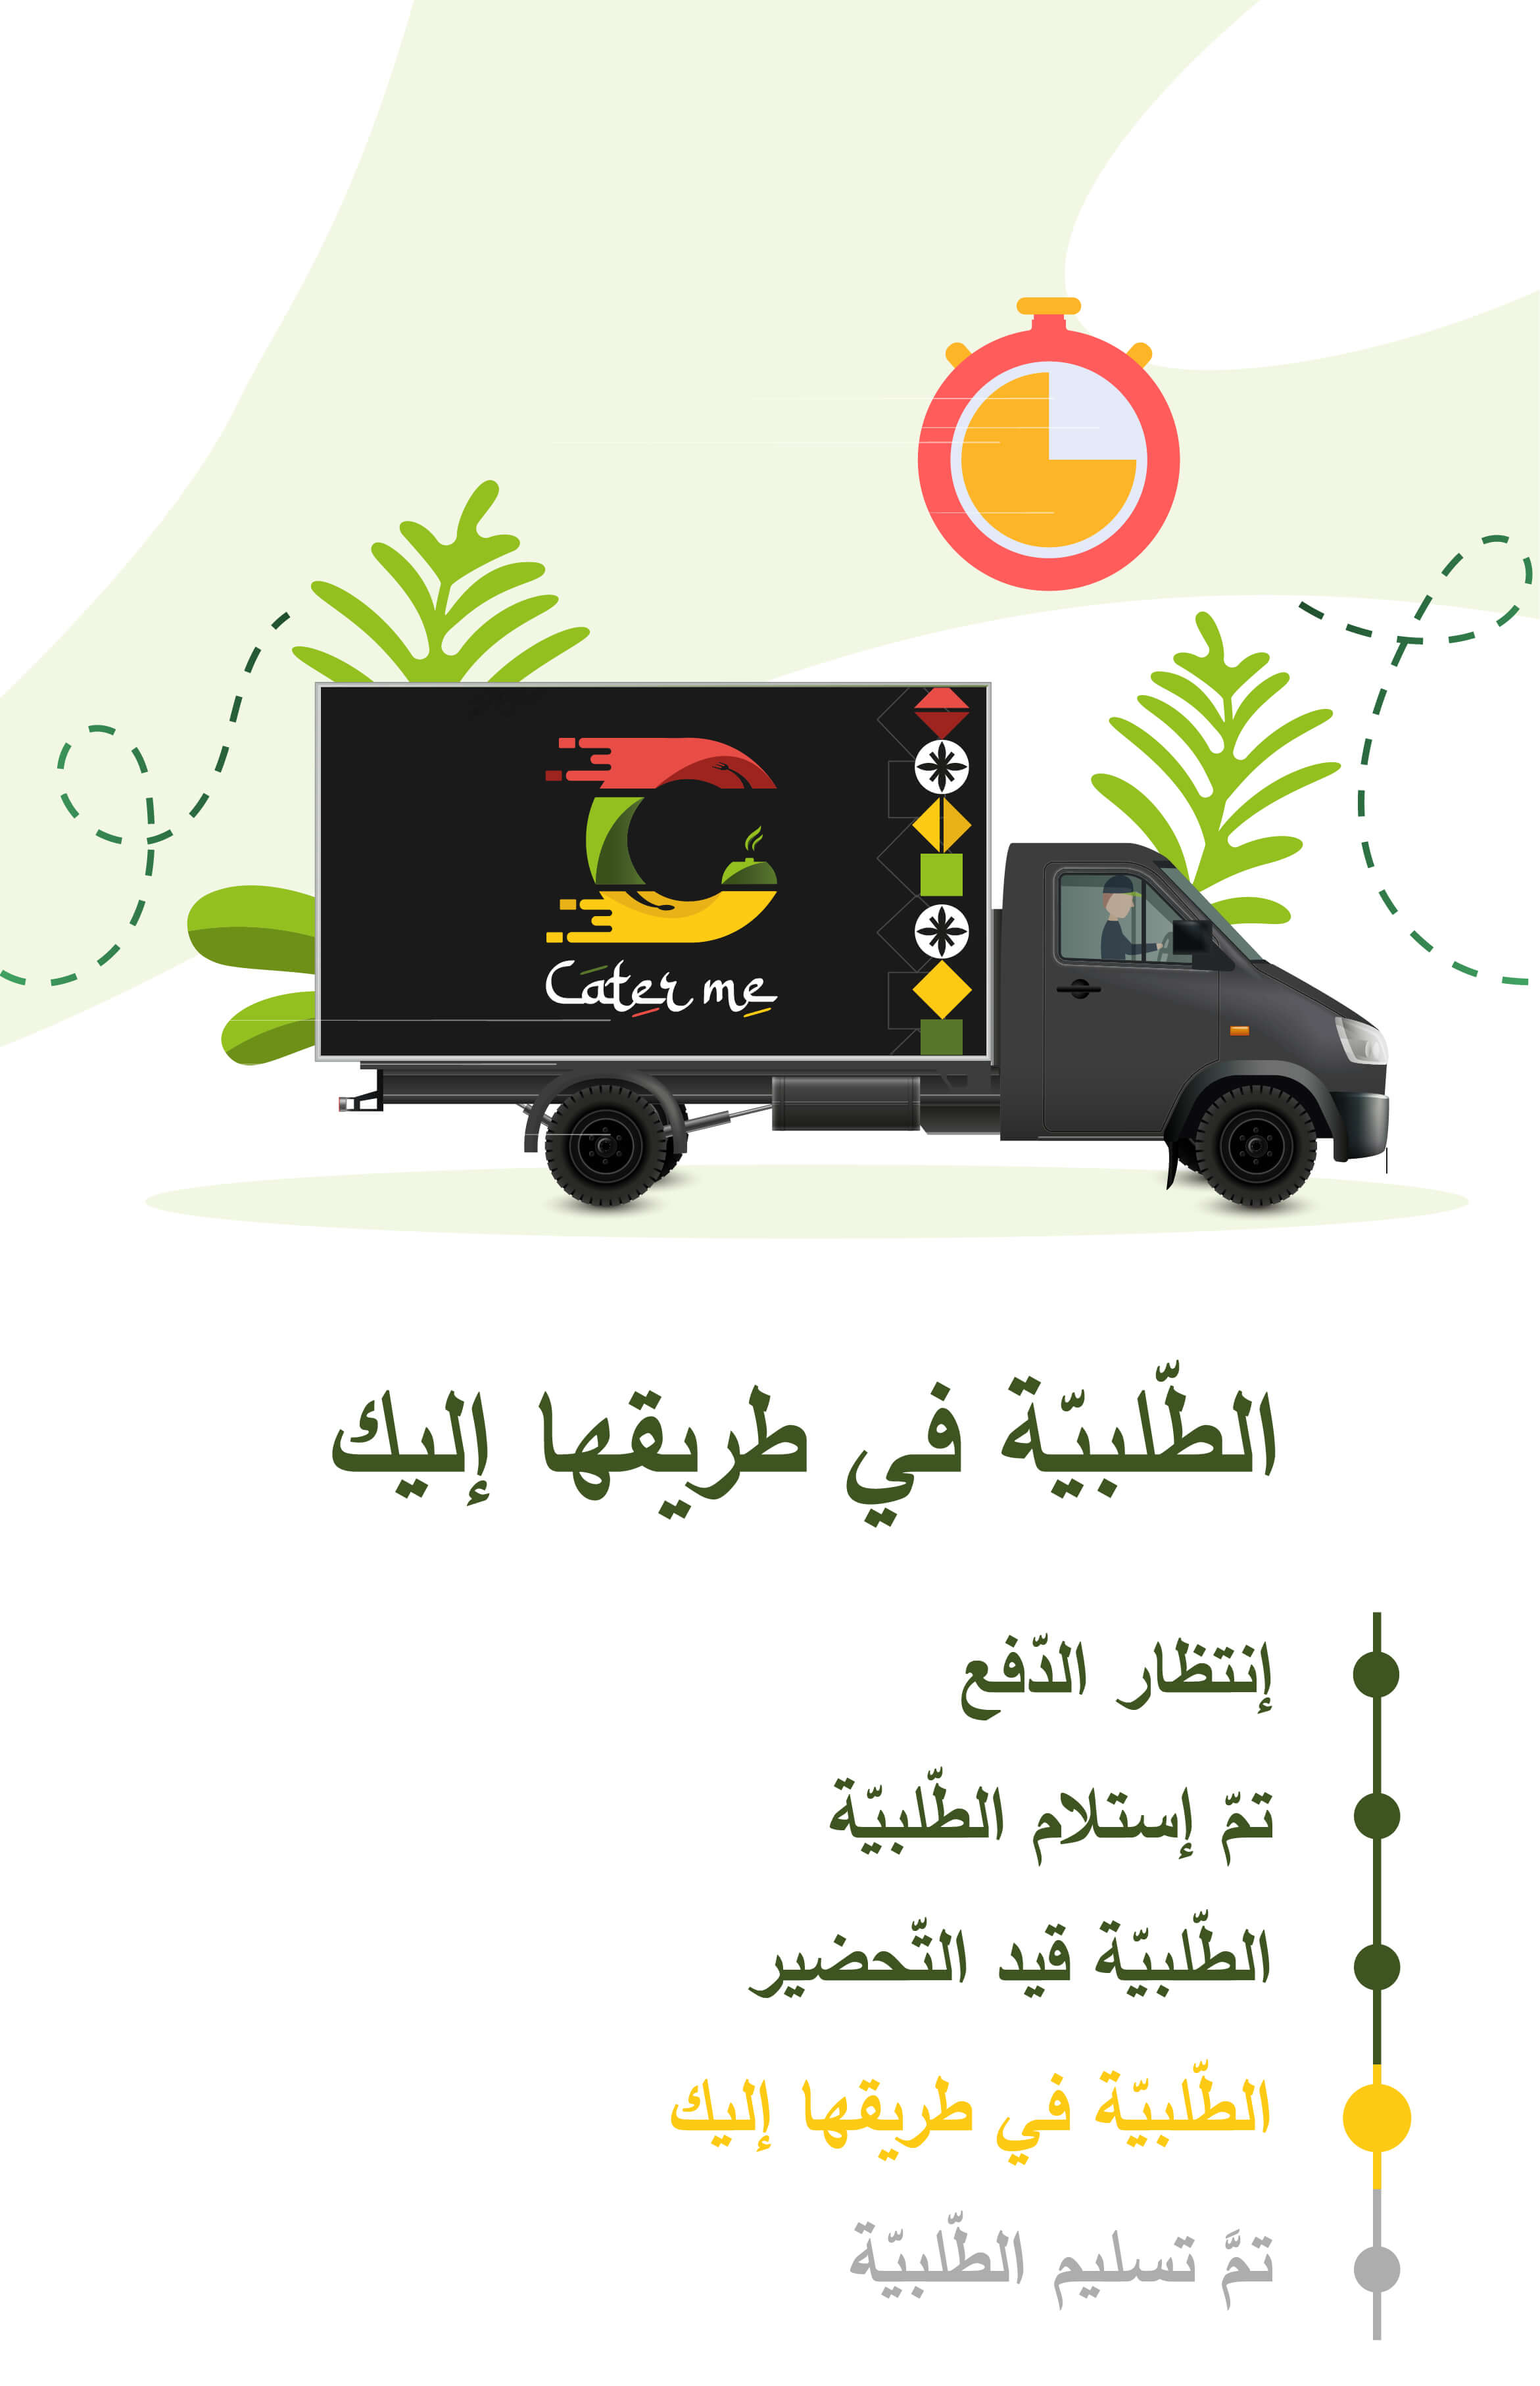 Cater me
الطّلبيّة في طريقها إليك
إنتظار الدّفع
تمّ إستلام الطّلبيّة
الطّلبيّة قيد التّحضير
الطّلبيّة في طريقها إليك
تمَّ تسليم الطّلبيّة